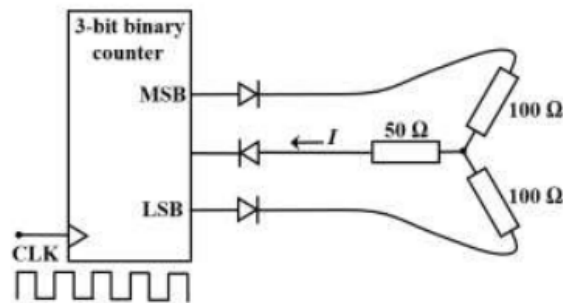 3-bit binary
counter
MSB
100 Ω
50 Ω
I
100 Ω
LSB
CLK